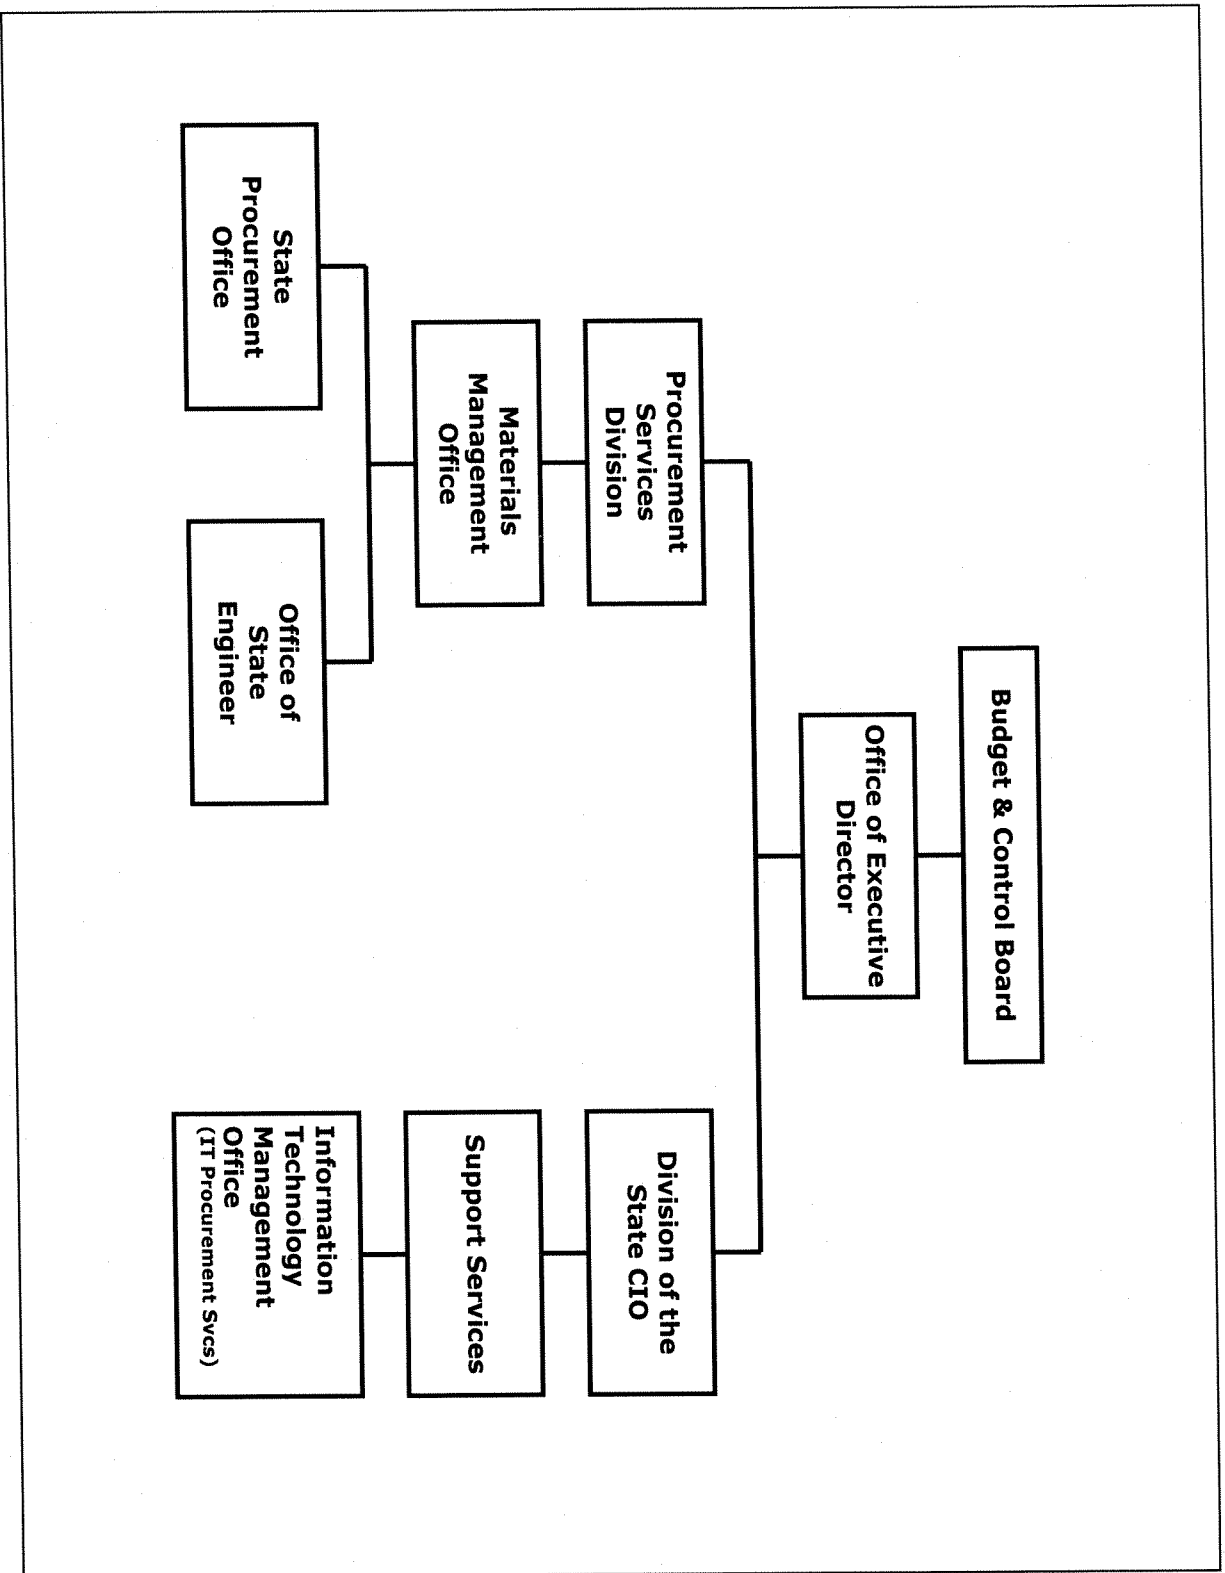 Budget & Control Board
Office of Executive
Director
Procurement
Services
Division
Division of the
State CIO
Materials
Management
Office
Support Services
State
Procurement
Office
Office of
State
Engineer
Information
Technology
Management
Office
(IT Procurement Svcs)